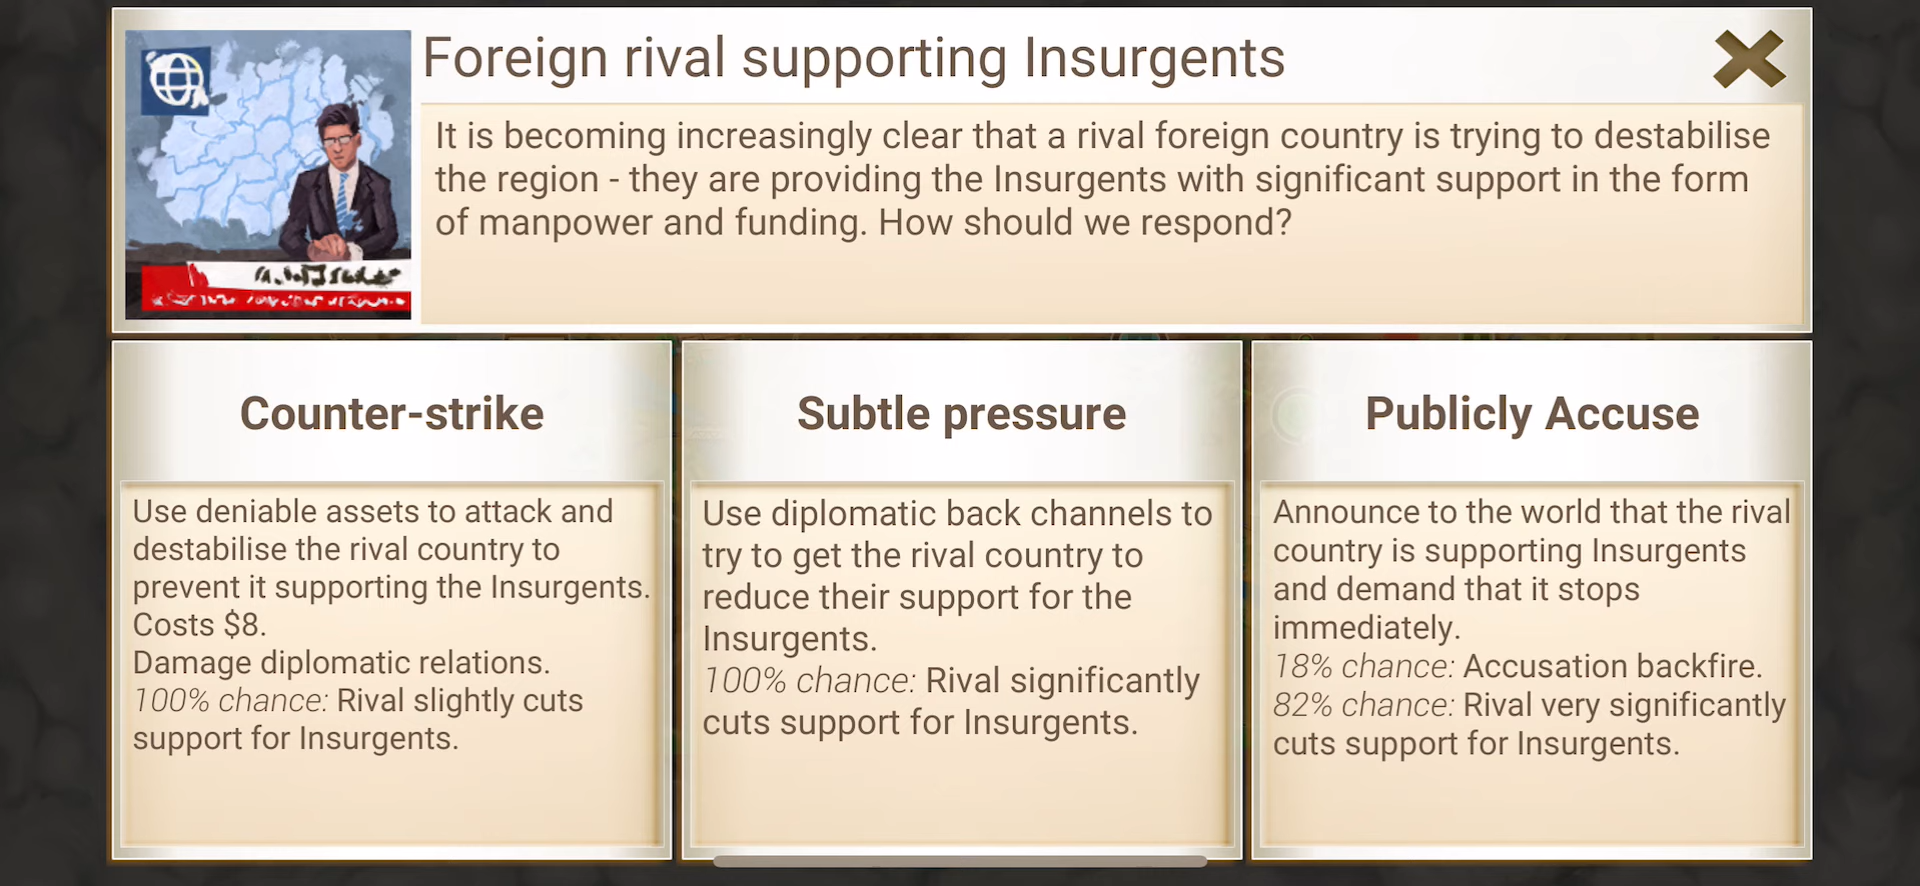 Foreign rival supporting Insurgents
It is becoming increasingly clear that a rival foreign country is trying to destabilise
the region - they are providing the Insurgents with significant support in the form
of manpower and funding. How should we respond?
Counter-strike
Use deniable assets to attack and
destabilise the rival country to
prevent it supporting the Insurgents.
Costs $8.
Damage diplomatic relations.
100% chance: Rival slightly cuts
support for Insurgents.
Subtle pressure
Use diplomatic back channels to
try to get the rival country to
reduce their support for the
Insurgents.
100% chance: Rival significantly
cuts support for Insurgents.
Publicly Accuse
Announce to the world that the rival
country is supporting Insurgents
and demand that it stops
immediately.
18% chance: Accusation backfire.
82% chance: Rival very significantly
cuts support for Insurgents.